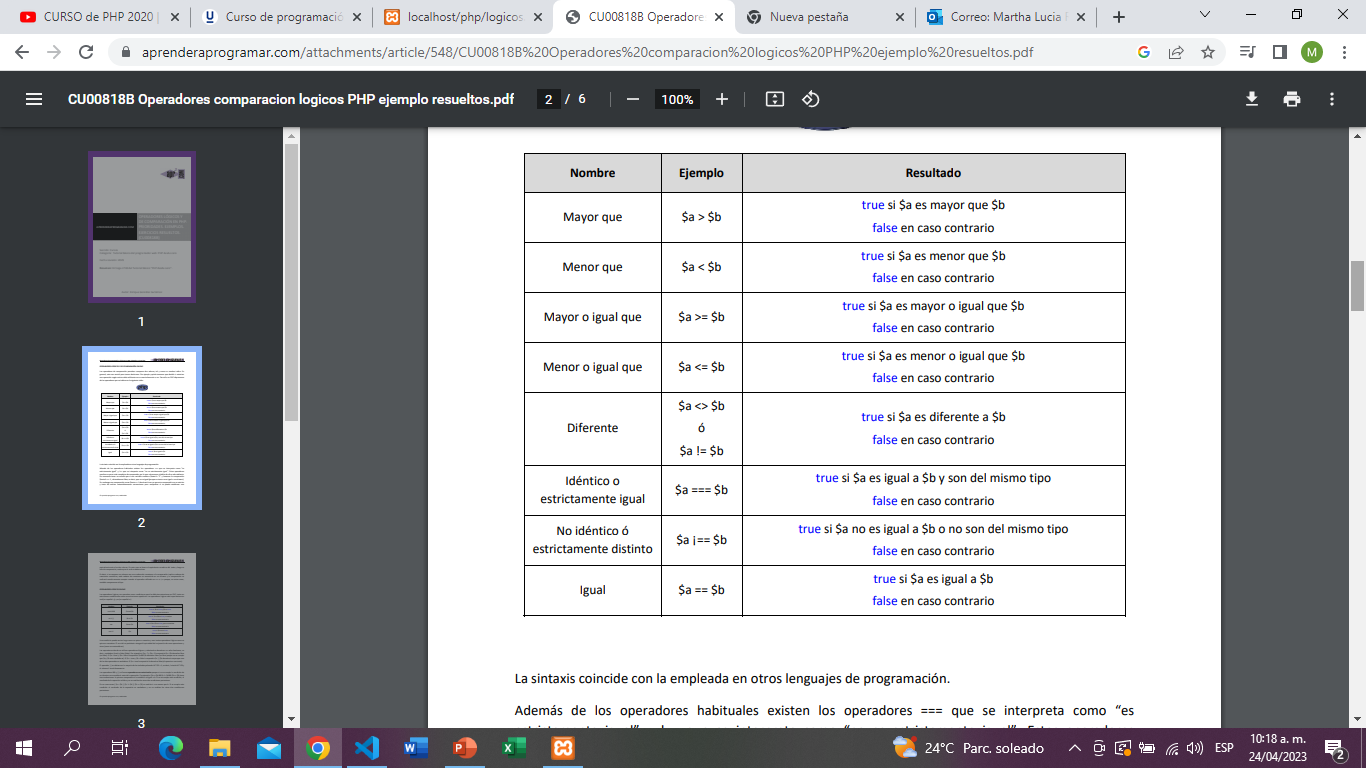 CURSO de PHP 2020 |
Curso de programació
localhost/php/logicos.
CU00818B Operadore
Nueva pestaña
Correo: Martha Lucia
aprenderaprogramar.com/attachments/article/548/CU00818B%20Operadores%20comparacion%20logicos%20PHP%20ejemplo%20resueltos.pdf
M
CU00818B Operadores comparacion logicos PHP ejemplo resueltos.pdf
2 / 6
100%
1
2
3
Nombre Ejemplo Resultado
Mayor que $a > $b true si $a es mayor que $b
false en caso contrario
Menor que $a < $b true si $a es menor que $b
false en caso contrario
Mayor o igual que $a >= $b true si $a es mayor o igual que $b
false en caso contrario
Menor o igual que $a <= $b true si $a es menor o igual que $b
false en caso contrario
Diferente
$a <> $b
ó
$a != $b
true si $a es diferente a $b
false en caso contrario
Idéntico o
estrictamente igual
$a === $b
true si $a es igual a $b y son del mismo tipo
false en caso contrario
No idéntico ó
estrictamente distinto
$a ¡== $b
true si $a no es igual a $b o no son del mismo tipo
false en caso contrario
Igual $a == $b true si $a es igual a $b
false en caso contrario
La sintaxis coincide con la empleada en otros lenguajes de programación.
Además de los operadores habituales existen los operadores === que se interpreta como “es
24°C Parc. soleado
ESP
10:18 a. m.
24/04/2023
2